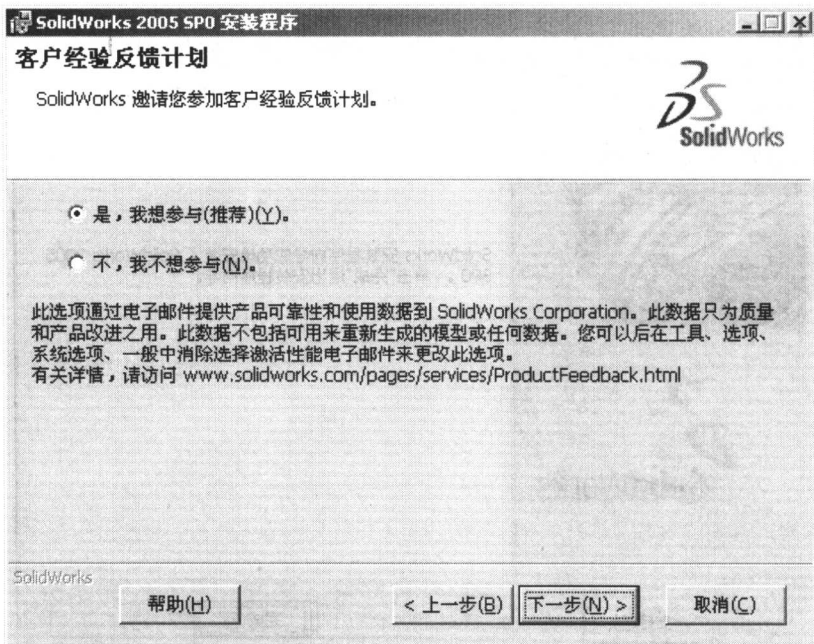 SolidWorks 2005 SP0 安装程序
客户经验反馈计划
SolidWorks 邀请您参加客户经验反馈计划。
SolidWorks
是，我想参与(推荐)(Y)。
不，我不想参与(N)。
此选项通过电子邮件提供产品可靠性和使用数据到 SolidWorks Corporation。此数据只为质量
和产品改进之用。此数据不包括可用来重新生成的模型或任何数据。您可以后在工具、选项、
系统选项、一般中消除选择激活性能电子邮件来更改此选项。
有关详情，请访问 www.solidworks.com/pages/services/ProductFeedback.html
SolidWorks
帮助(H)
< 上一步(B)
下一步(N) >
取消(C)